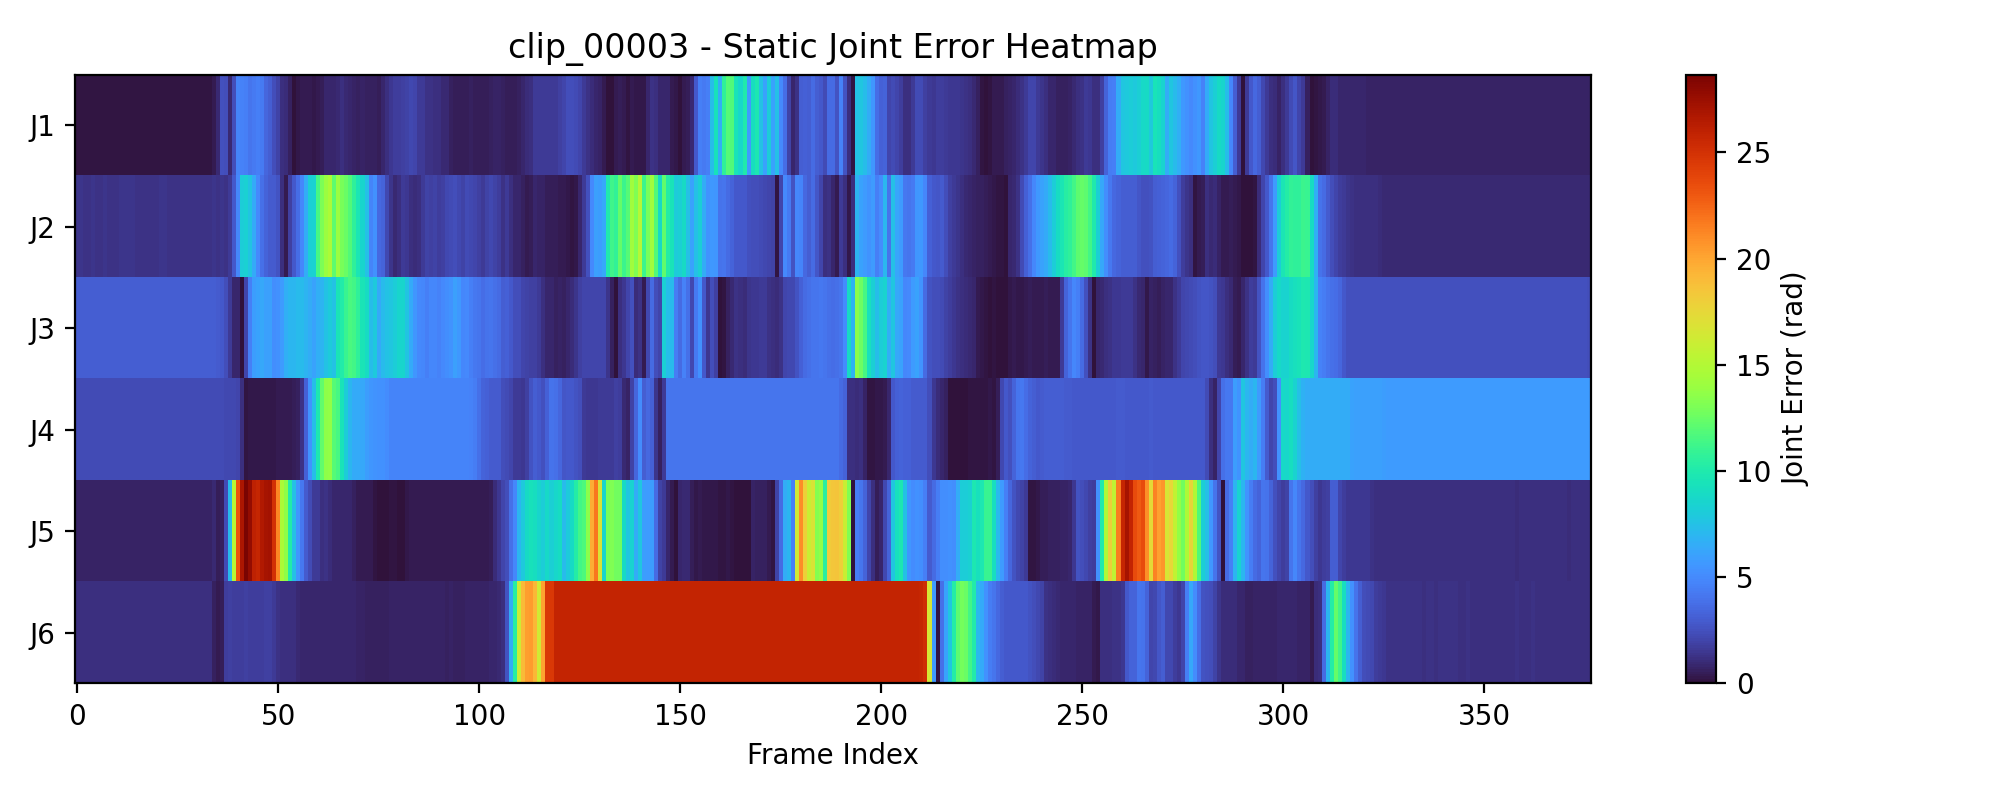 clip_00003 - Static Joint Error Heatmap
J1
J2
J3
J4
J5
J6
0 50 100 150 200 250 300 350
Frame Index
25
20
15
10
5
0
Joint Error (rad)